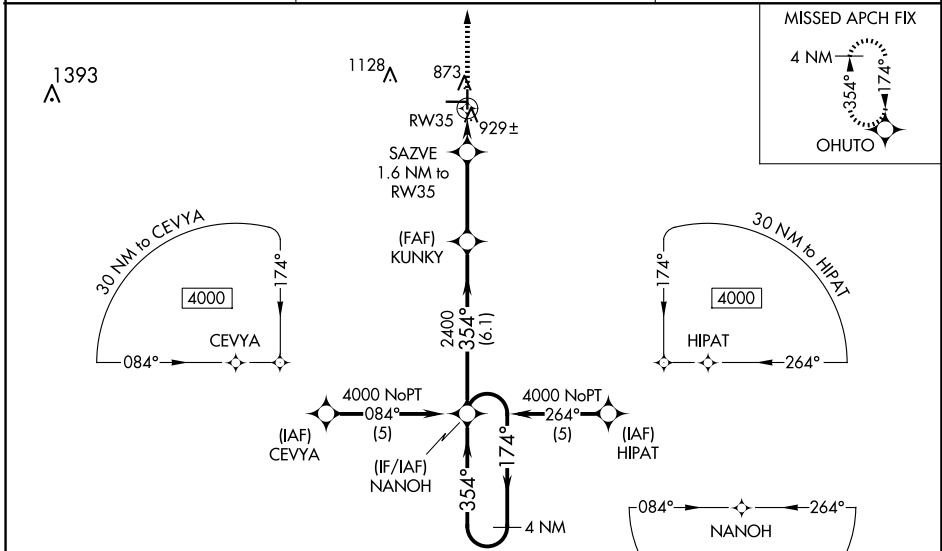 MISSED APCH FIX
4 NM
354°
174°
OHUTO
1393
1128
873
RW35
929±
SAZVE
1.6 NM to
RW35
(FAF)
KUNKY
2400
354°
(6.1)
30 NM to CEVYA
4000
174°
CEVYA
084°
30 NM to HIPAT
174°
4000
HIPAT
264°
4000 NoPT
084°
(5)
(IAF)
CEVYA
4000 NoPT
264°
(5)
(IAF)
HIPAT
(IF/IAF)
NANOH
354°
174°
4 NM
084°
264°
NANOH